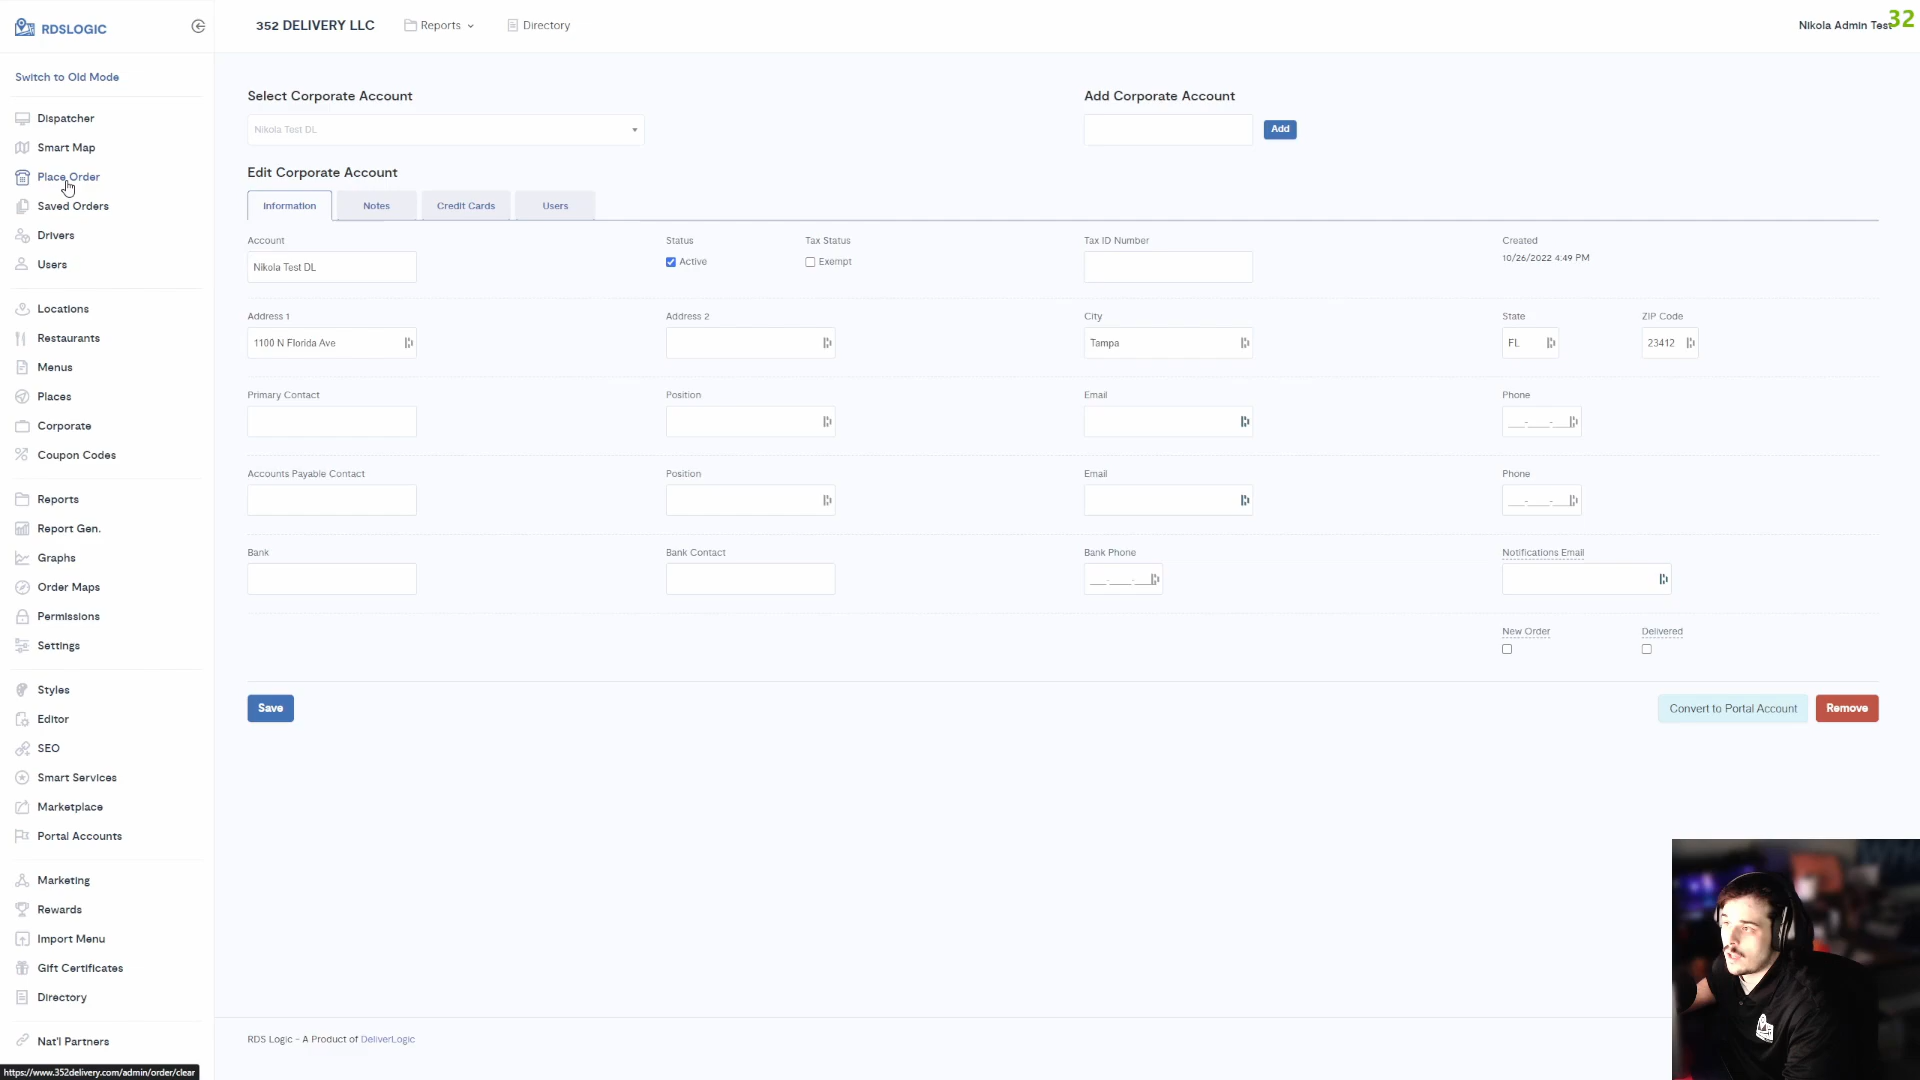 RDSLOGIC
352 DELIVERY LLC
Reports
Directory
Nikola Admin Test
32
Switch to Old Mode
Dispatcher
Smart Map
Place Order
Saved Orders
Drivers
Users
Locations
Restaurants
Menus
Places
Corporate
Coupon Codes
Reports
Report Gen.
Graphs
Order Maps
Permissions
Settings
Styles
Editor
SEO
Smart Services
Marketplace
Portal Accounts
Marketing
Rewards
Import Menu
Gift Certificates
Directory
Nat'l Partners
https://www.352delivery.com/admin/order/clear
Select Corporate Account
Nikola Test DL
Add Corporate Account
Add
Edit Corporate Account
Information
Notes
Credit Cards
Users
Account
Nikola Test DL
Status
Active
Tax Status
Exempt
Tax ID Number
Created
10/26/2022 4:49 PM
Address 1
1100 N Florida Ave
Address 2
City
Tampa
State
FL
ZIP Code
23412
Primary Contact
Position
Email
Phone
Accounts Payable Contact
Position
Email
Phone
Bank
Bank Contact
Bank Phone
Notifications Email
New Order
Delivered
Save
Convert to Portal Account
Remove
RDS Logic - A Product of DeliverLogic